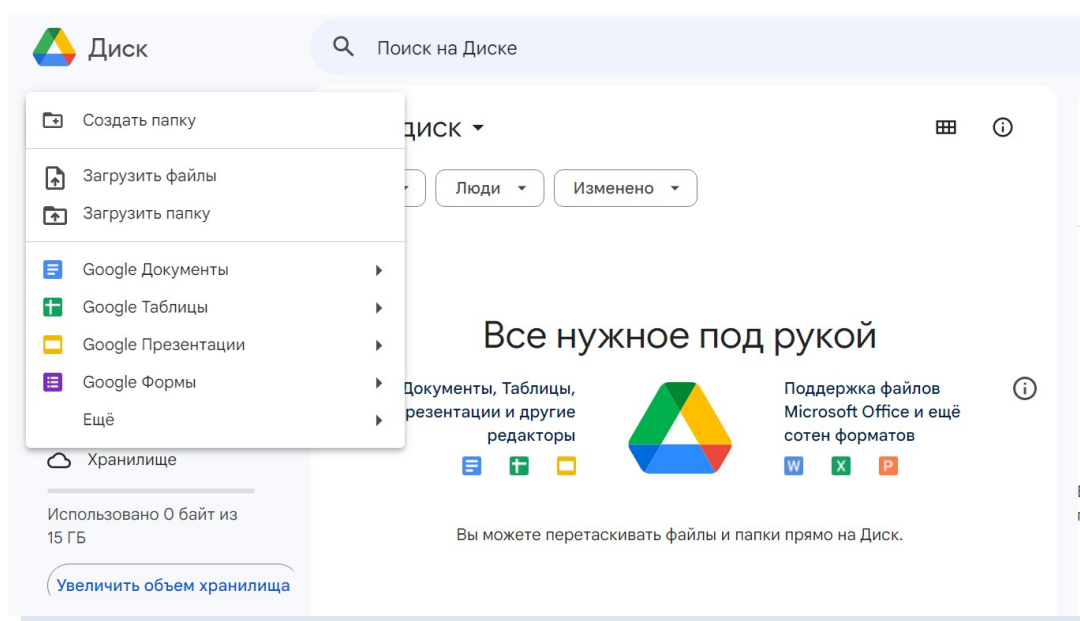 Диск
Поиск на Диске
Создать папку
Загрузить файлы
Загрузить папку
Google Документы
Google Таблицы
Google Презентации
Google Формы
Ещё
Хранилище
Использовано 0 байт из
15 ГБ
Увеличить объем хранилища
диск
Люди
Изменено
Все нужное под рукой
Документы, Таблицы,
резентации и другие
редакторы
Поддержка файлов
Microsoft Office и ещё
сотен форматов
W X P
Вы можете перетаскивать файлы и папки прямо на Диск.